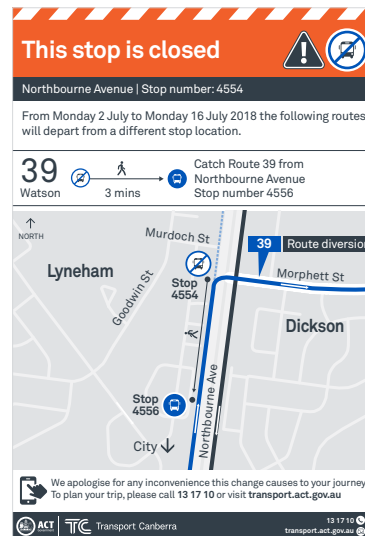 This stop is closed
Northbourne Avenue | Stop number: 4554
From Monday 2 July to Monday 16 July 2018 the following routes
will depart from a different stop location.
39
Watson
3 mins
Catch Route 39 from
Northbourne Avenue
Stop number 4556
NORTH
Murdoch St
39 Route diversion
Lyneham
Goodwin St
Stop
4554
Morphett St
Dickson
Stop
4556
Northbourne Ave
City
We apologise for any inconvenience this change causes to your journey
To plan your trip, please call 13 17 10 or visit transport.act.gov.au
ACT
TC Transport Canberra
13 17 10
transport.act.gov.au